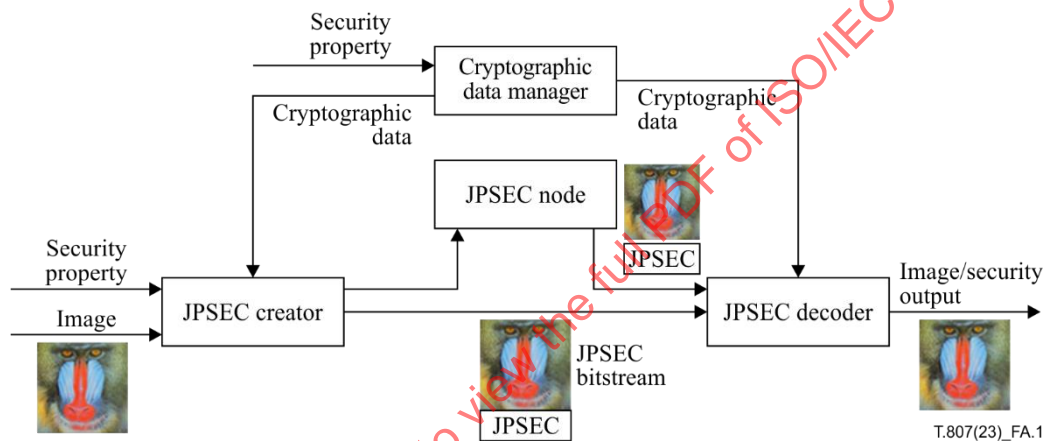 Security
property
Cryptographic
data manager
Cryptographic
data
Cryptographic
data
JPSEC node
JPSEC
Security
property
Image
JPSEC creator
JPSEC decoder
Image/security
output
JPSEC
bitstream
JPSEC
T.807(23)_FA.1
to view the full PDF of ISO/IEC